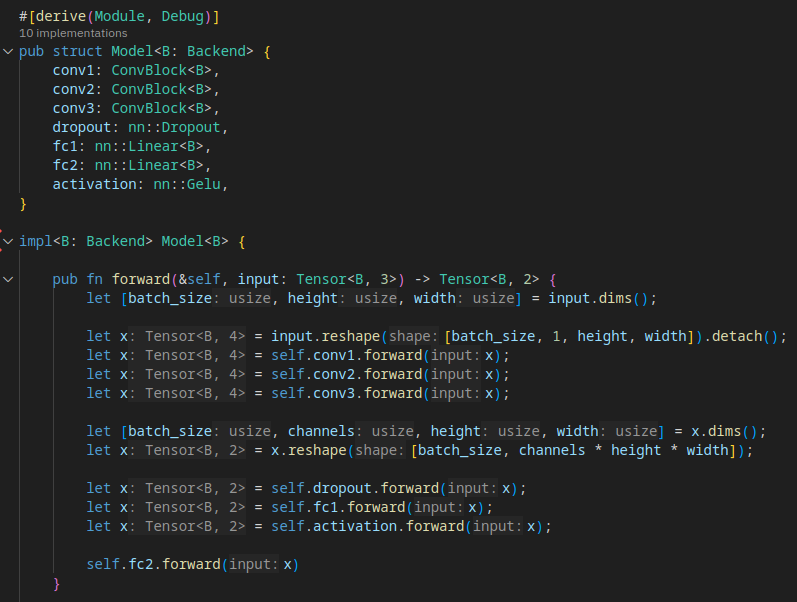 #[derive(Module, Debug)]
10 implementations
pub struct Model<B: Backend> {
    conv1: ConvBlock<B>,
    conv2: ConvBlock<B>,
    conv3: ConvBlock<B>,
    dropout: nn::Dropout,
    fc1: nn::Linear<B>,
    fc2: nn::Linear<B>,
    activation: nn::Gelu,
}
impl<B: Backend> Model<B> {
    pub fn forward(&self, input: Tensor<B, 3>) -> Tensor<B, 2> {
        let [batch_size: usize, height: usize, width: usize] = input.dims();
        let x: Tensor<B, 4> = input.reshape(shape: [batch_size, 1, height, width]).detach();
        let x: Tensor<B, 4> = self.conv1.forward(input: x);
        let x: Tensor<B, 4> = self.conv2.forward(input: x);
        let x: Tensor<B, 4> = self.conv3.forward(input: x);
        let [batch_size: usize, channels: usize, height: usize, width: usize] = x.dims();
        let x: Tensor<B, 2> = x.reshape(shape: [batch_size, channels * height * width]);
        let x: Tensor<B, 2> = self.dropout.forward(input: x);
        let x: Tensor<B, 2> = self.fc1.forward(input: x);
        let x: Tensor<B, 2> = self.activation.forward(input: x);
        self.fc2.forward(input: x)
    }